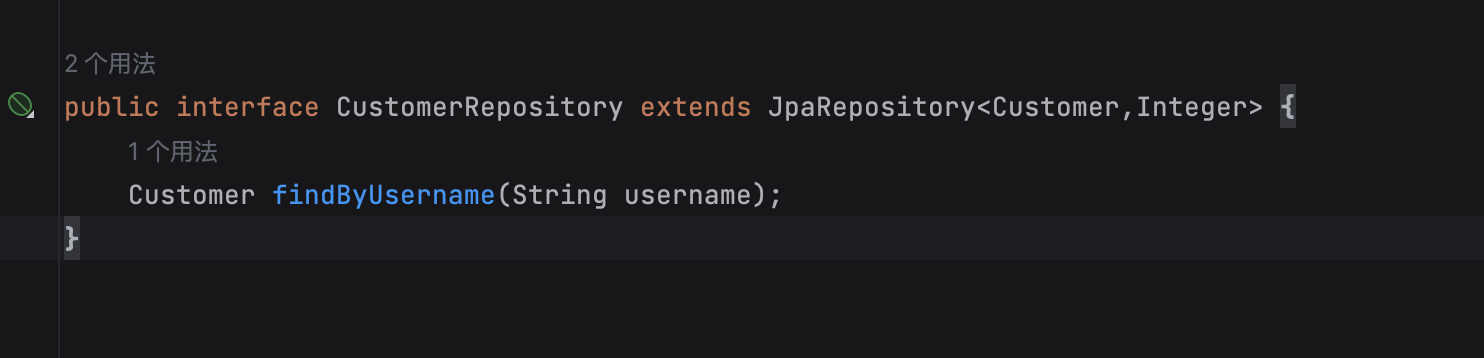 2 个用法
public interface CustomerRepository extends JpaRepository<Customer,Integer> {
1 个用法
Customer findByUsername(String username);
}